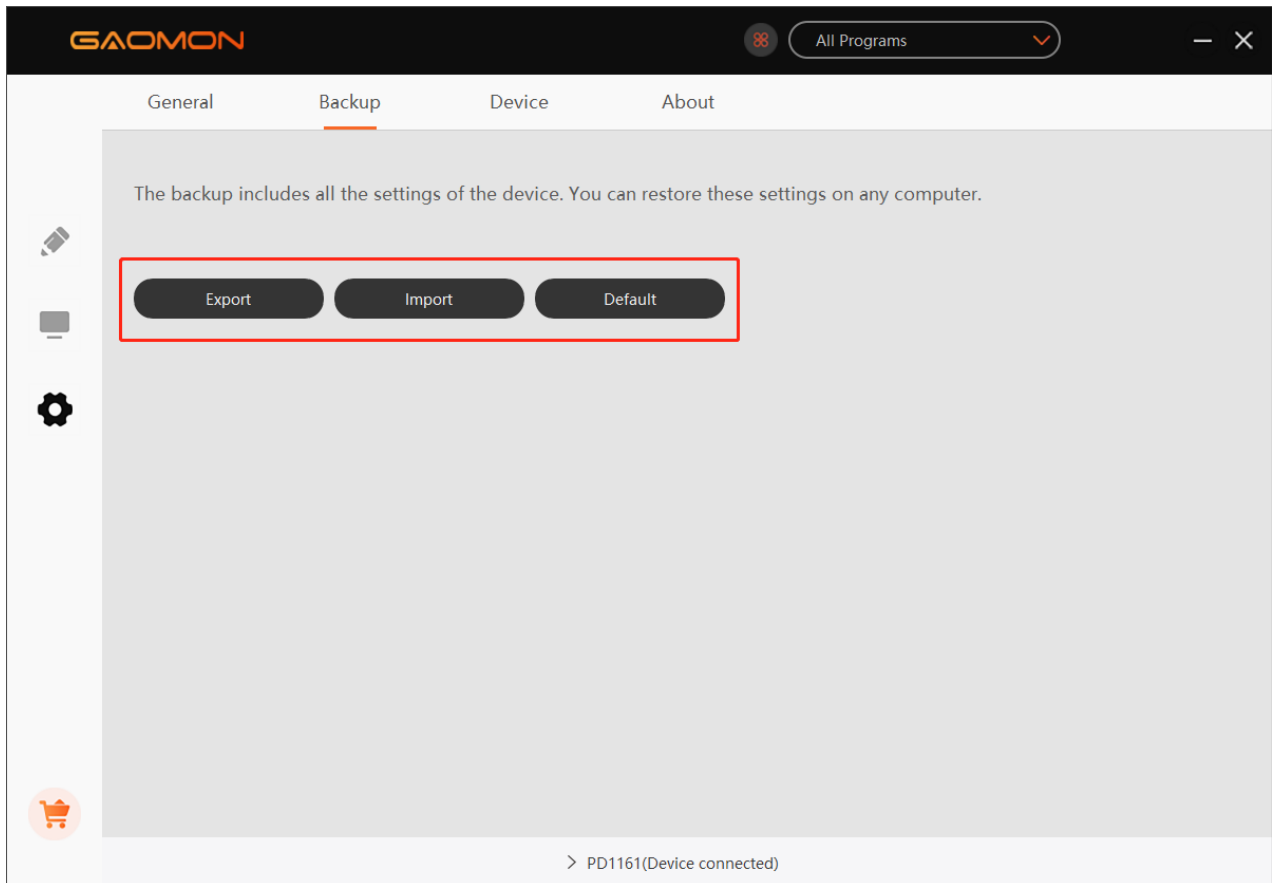 GAOMON
All Programs
General Backup Device About
The backup includes all the settings of the device. You can restore these settings on any computer.
Export Import Default
PD1161(Device connected)